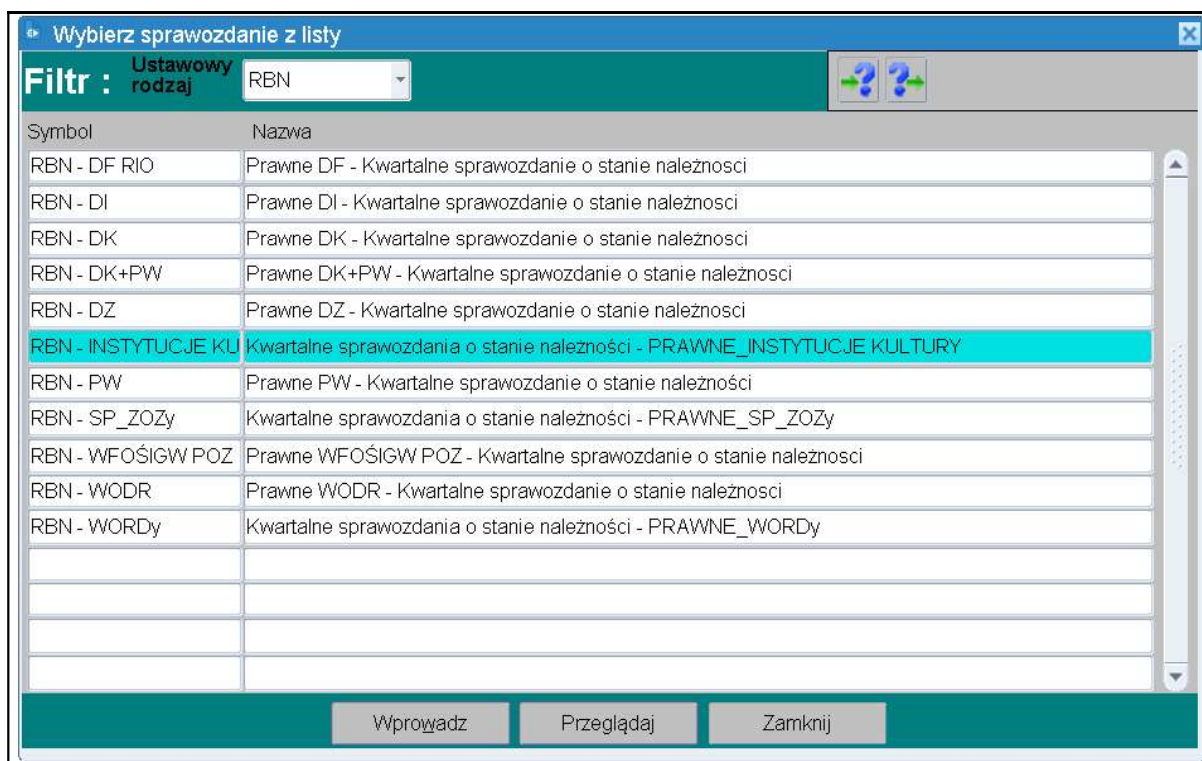 Wybierz sprawozdanie z listy
Filtr : Ustawowy rodzaj RBN
Symbol Nazwa
RBN - DF RIO Prawne DF - Kwartalne sprawozdanie o stanie należnosci
RBN - DI Prawne DI - Kwartalne sprawozdanie o stanie należnosci
RBN - DK Prawne DK - Kwartalne sprawozdanie o stanie należnosci
RBN - DK+PW Prawne DK+PW - Kwartalne sprawozdanie o stanie należnosci
RBN - DZ Prawne DZ - Kwartalne sprawozdanie o stanie należnosci
RBN - INSTYTUCJE KU Kwartalne sprawozdania o stanie należności - PRAWNE_INSTYTUCJE KULTURY
RBN - PW Prawne PW - Kwartalne sprawozdanie o stanie należności
RBN - SP_ZOZy Kwartalne sprawozdania o stanie należności - PRAWNE_SP_ZOZy
RBN - WFOŚIGW POZ Prawne WFOŚIGW POZ - Kwartalne sprawozdanie o stanie należnosci
RBN - WODR Prawne WODR - Kwartalne sprawozdanie o stanie należnosci
RBN - WORDy Kwartalne sprawozdania o stanie należności - PRAWNE_WORDy
Wprowadz Przeglądaj Zamknij